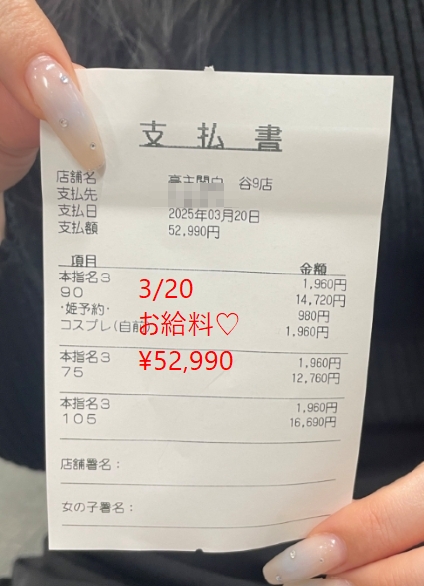 支払書
店舗名 豪主関白 谷9店
支払先
支払日 2025年03月20日
支払額 52,990円
項目 金額
本指名3 1,960円
90 14,720円
・姫予約・ 980円
コスプレ(自前 1,960円
本指名3 1,960円
75 12,760円
本指名3 1,960円
105 16,690円
店舗署名：
女の子署名：
3/20
お給料♡
¥52,990